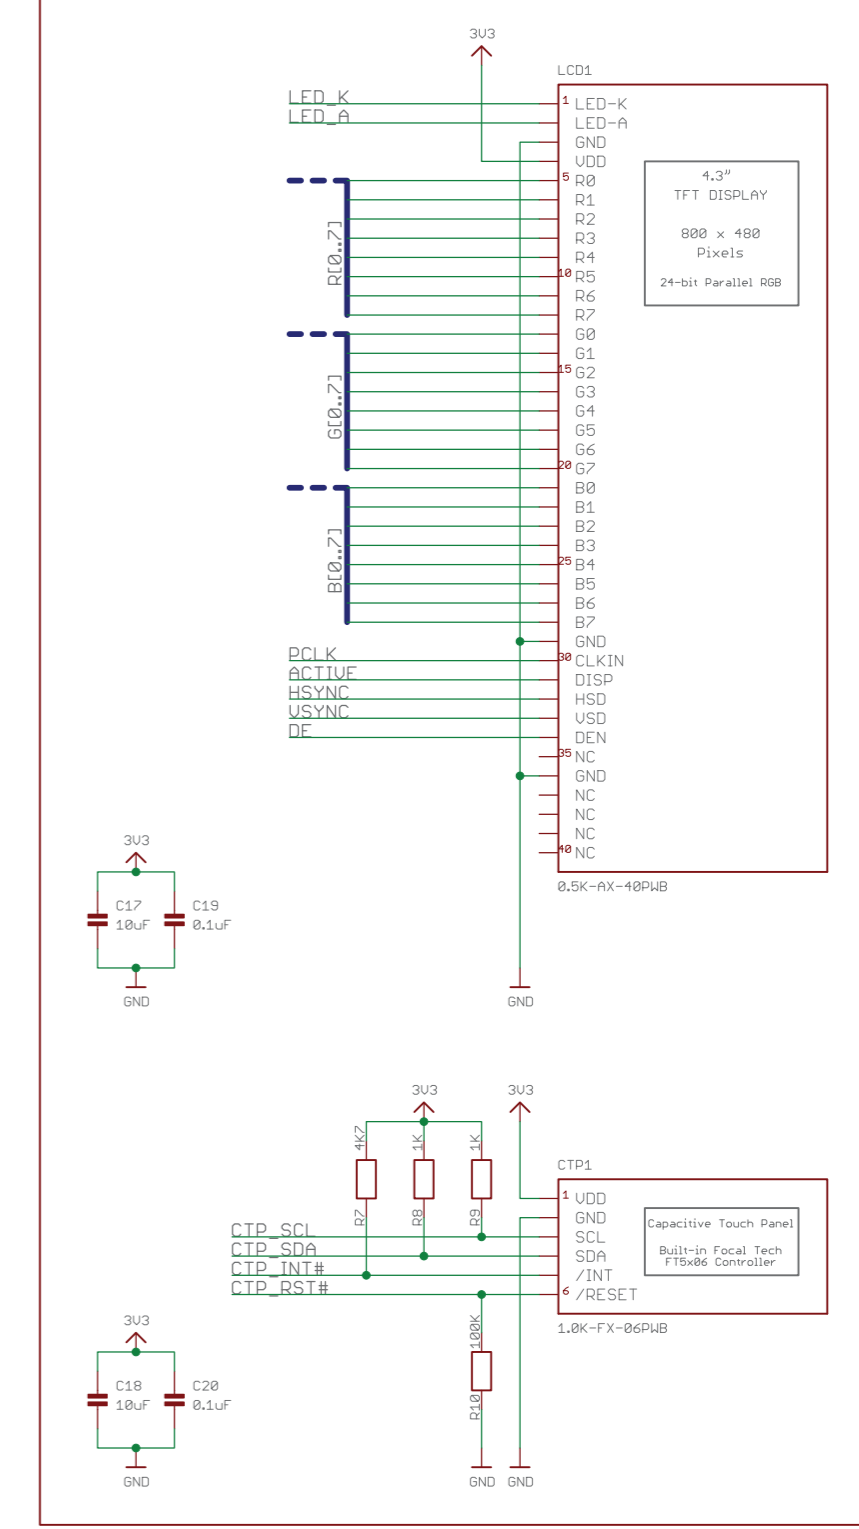 3V3
LCD1
LED_K
1 LED-K
LED_A
LED-A
GND
VDD
5 R0
R1
R2
R3
R4
10 R5
R6
R7
R[0..7]
4.3"
TFT DISPLAY
800 x 480
Pixels
24-bit Parallel RGB
G0
G1
15 G2
G3
G4
G5
G6
20 G7
G[0..7]
B0
B1
B2
B3
25 B4
B5
B6
B7
B[0..7]
GND
PCLK
30 CLKIN
ACTIVE
DISP
HSYNC
HSD
VSYNC
VSD
DE
DEN
35 NC
GND
NC
NC
NC
40 NC
0.5K-AX-40PWB
3V3
C17
10uF
C19
0.1uF
GND
GND
3V3
3V3
4K7
R7
1K
R8
1K
R9
CTP1
1 VDD
GND
CTP_SCL
SCL
CTP_SDA
SDA
CTP_INT#
/INT
CTP_RST#
6 /RESET
Capacitive Touch Panel
Built-in Focal Tech
FT5x06 Controller
1.0K-FX-06PWB
100K
R10
3V3
C18
10uF
C20
0.1uF
GND
GND
GND